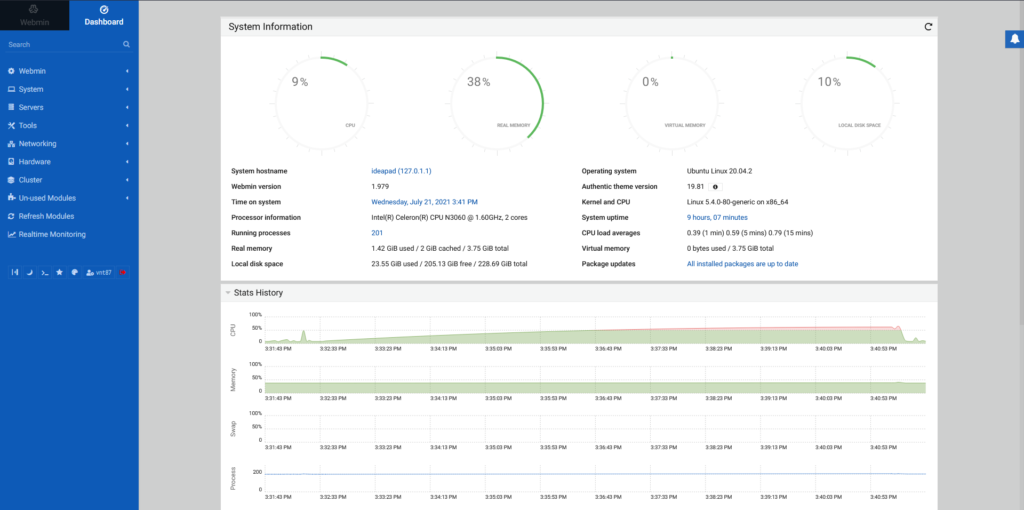 Webmin
Dashboard
Search
Webmin
System
Servers
Tools
Networking
Hardware
Cluster
Un-used Modules
Refresh Modules
Realtime Monitoring
System Information
9%
CPU
38%
REAL MEMORY
0%
VIRTUAL MEMORY
10%
LOCAL DISK SPACE
System hostname ideapad (127.0.1.1) Operating system Ubuntu Linux 20.04.2
Webmin version 1.979 Authentic theme version 19.81
Time on system Wednesday, July 21, 2021 3:41 PM Kernel and CPU Linux 5.4.0-80-generic on x86_64
Processor information Intel(R) Celeron(R) CPU N3060 @ 1.60GHz, 2 cores System uptime 9 hours, 07 minutes
Running processes 201 CPU load averages 0.39 (1 min) 0.59 (5 mins) 0.79 (15 mins)
Real memory 1.42 GiB used / 2 GiB cached / 3.75 GiB total Virtual memory 0 bytes used / 3.75 GiB total
Local disk space 23.55 GiB used / 205.13 GiB free / 228.69 GiB total Package updates All installed packages are up to date
Stats History
CPU
100%
50%
0
3:31:43 PM 3:32:33 PM 3:33:23 PM 3:34:13 PM 3:35:03 PM 3:35:53 PM 3:36:43 PM 3:37:33 PM 3:38:23 PM 3:39:13 PM 3:40:03 PM 3:40:53 PM
Memory
100%
50%
0
3:31:43 PM 3:32:33 PM 3:33:23 PM 3:34:13 PM 3:35:03 PM 3:35:53 PM 3:36:43 PM 3:37:33 PM 3:38:23 PM 3:39:13 PM 3:40:03 PM 3:40:53 PM
Swap
100%
50%
0
3:31:43 PM 3:32:33 PM 3:33:23 PM 3:34:13 PM 3:35:03 PM 3:35:53 PM 3:36:43 PM 3:37:33 PM 3:38:23 PM 3:39:13 PM 3:40:03 PM 3:40:53 PM
Process
200
0
3:31:43 PM 3:32:33 PM 3:33:23 PM 3:34:13 PM 3:35:03 PM 3:35:53 PM 3:36:43 PM 3:37:33 PM 3:38:23 PM 3:39:13 PM 3:40:03 PM 3:40:53 PM